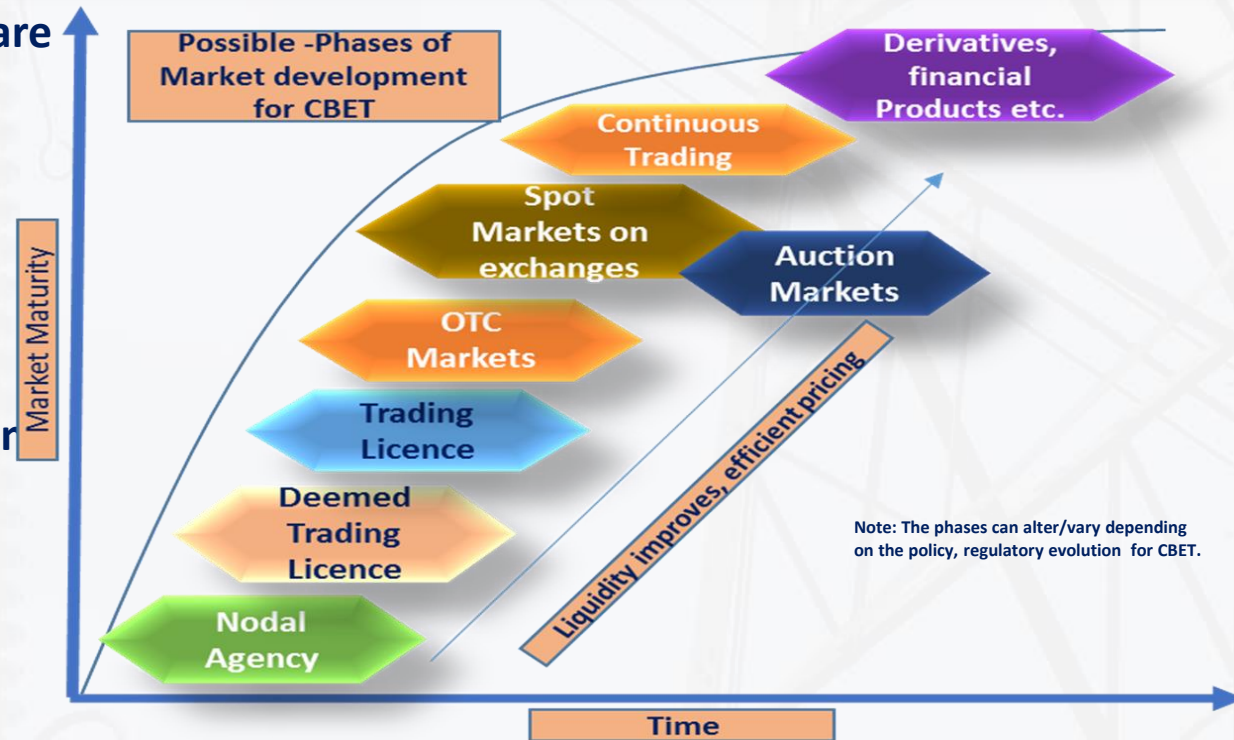 are
Possible -Phases of
Market development
for CBET
Derivatives,
financial
Products etc.
Continuous
Trading
Spot
Markets on
exchanges
Auction
Markets
OTC
Markets
Trading
Licence
Deemed
Trading
Licence
Nodal
Agency
Market Maturity
Liquidity improves, efficient pricing
Note: The phases can alter/vary depending
on the policy, regulatory evolution for CBET.
Time